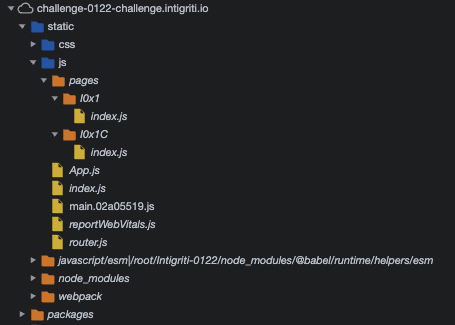 challenge-0122-challenge.intigriti.io
static
css
js
pages
I0x1
index.js
I0x1C
index.js
App.js
index.js
main.02a05519.js
reportWebVitals.js
router.js
javascript/esm|/root/Intigriti-0122/node_modules/@babel/runtime/helpers/esm
node_modules
webpack
packages